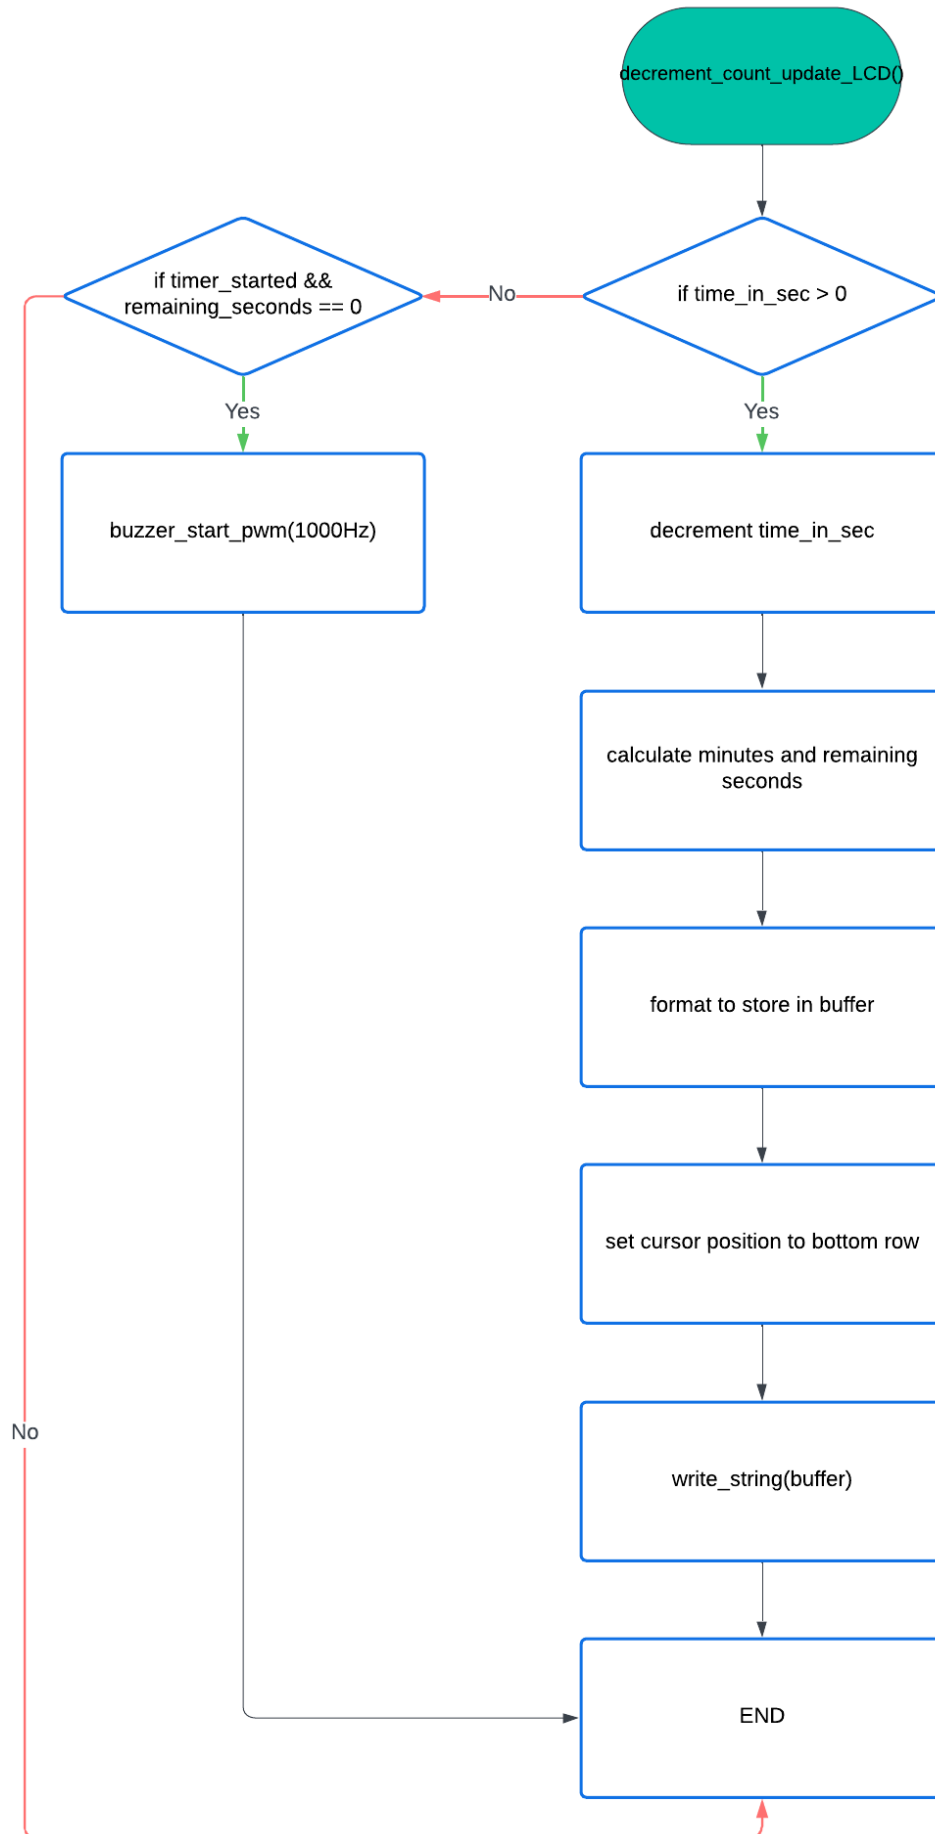 decrement_count_update_LCD()
if timer_started &&
remaining_seconds == 0
No
if time_in_sec > 0
Yes
Yes
buzzer_start_pwm(1000Hz)
decrement time_in_sec
calculate minutes and remaining
seconds
format to store in buffer
set cursor position to bottom row
No
write_string(buffer)
END